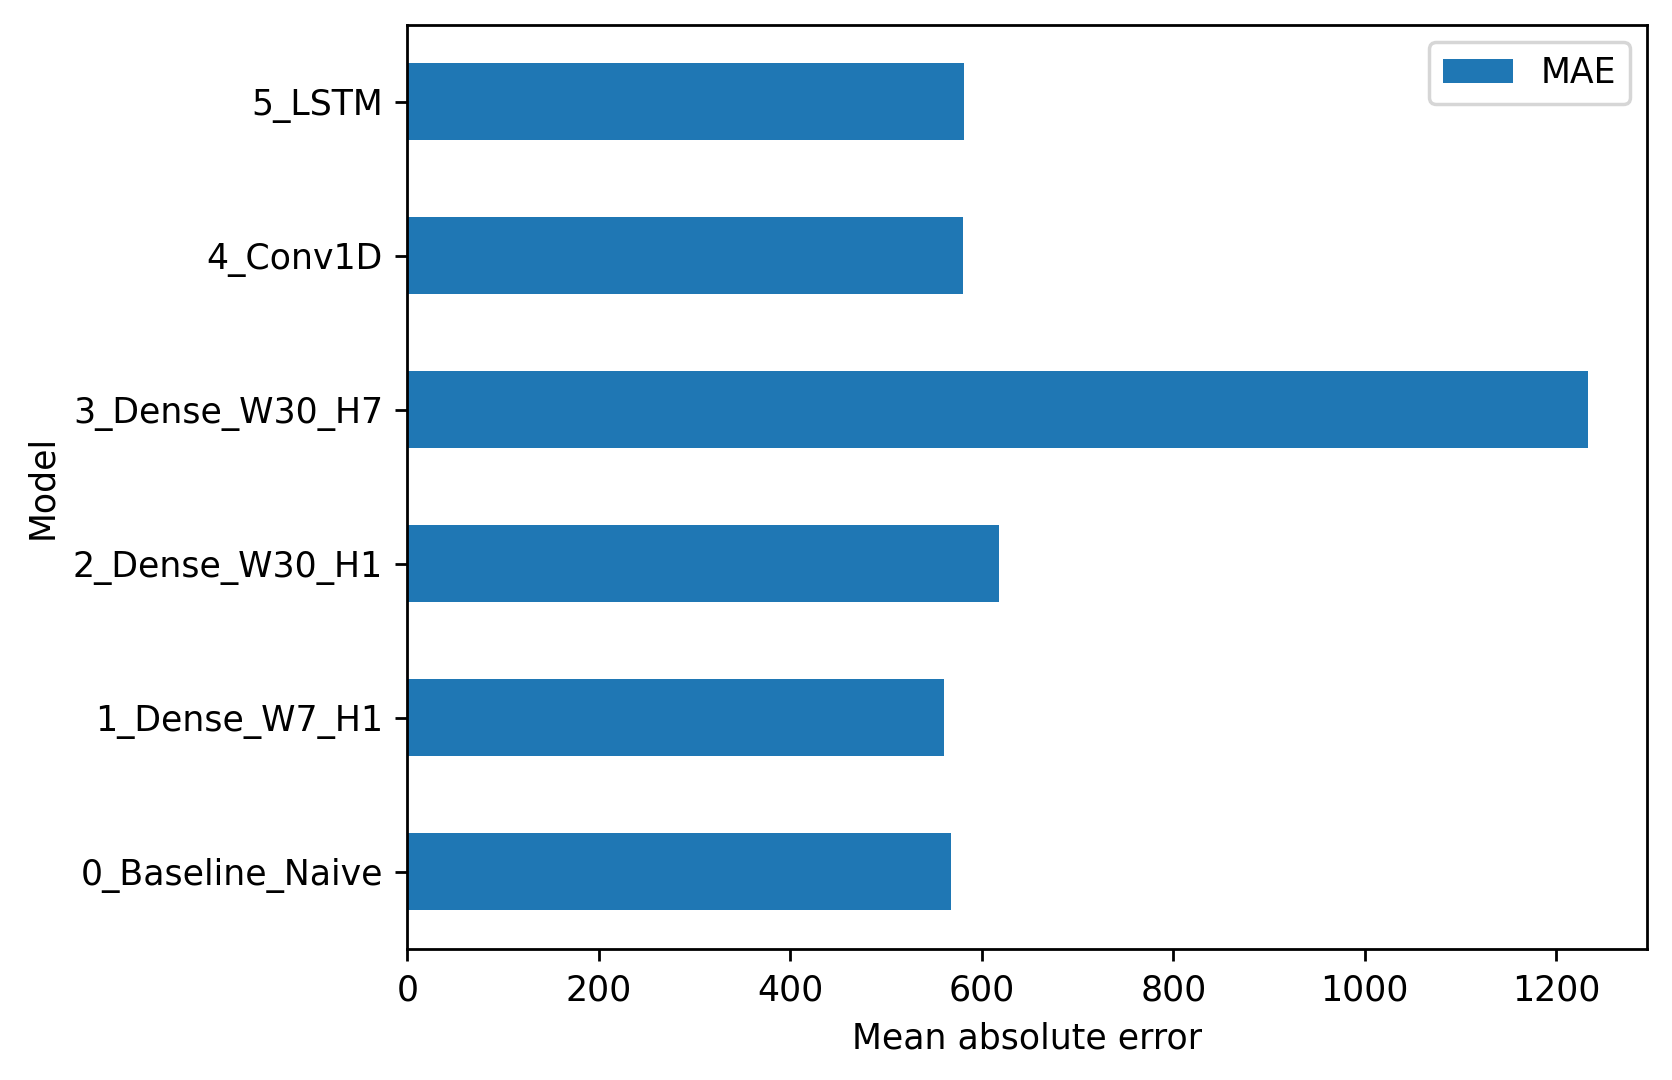 MAE
5_LSTM
4_Conv1D
3_Dense_W30_H7
2_Dense_W30_H1
1_Dense_W7_H1
0_Baseline_Naive
Model
0 200 400 600 800 1000 1200
Mean absolute error